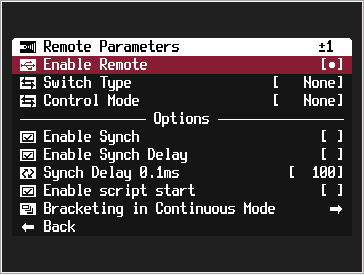 Remote Parameters ±1
Enable Remote [•]
Switch Type [ None]
Control Mode [ None]
Options
Enable Synch [ ]
Enable Synch Delay [ ]
Synch Delay 0.1ms [ 100]
Enable script start [ ]
Bracketing in Continuous Mode →
← Back